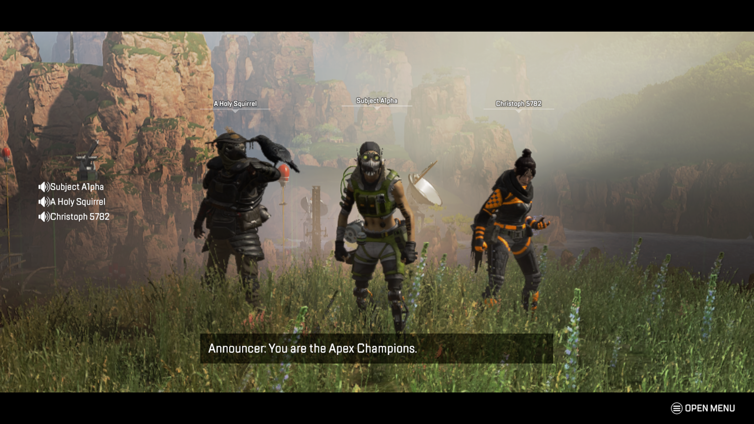 A Holy Squirrel
Subject A1pha
Christoph 5782
Subject A1pha
A Holy Squirrel
Christoph 5782
Announcer: You are the Apex Champions.
OPEN MENU